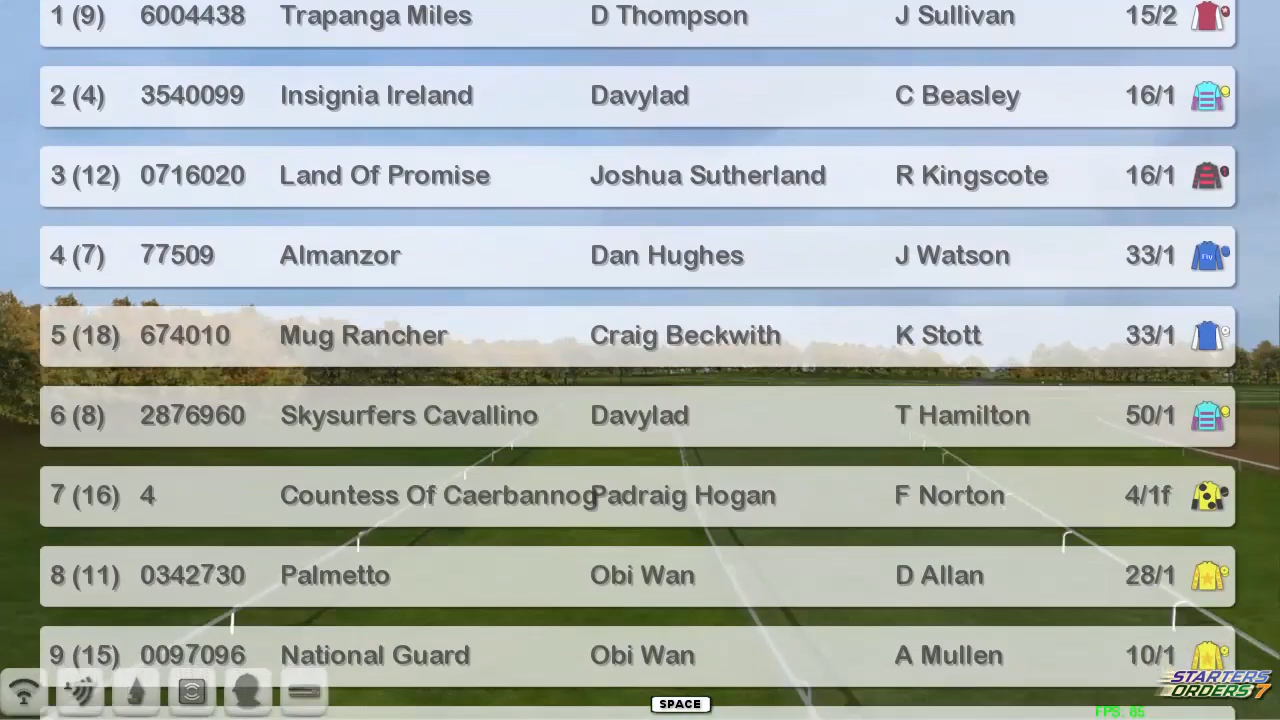 1 (9) 6004438 Trapanga Miles D Thompson J Sullivan 15/2
2 (4) 3540099 Insignia Ireland Davylad C Beasley 16/1
3 (12) 0716020 Land Of Promise Joshua Sutherland R Kingscote 16/1
4 (7) 77509 Almanzor Dan Hughes J Watson 33/1
5 (18) 674010 Mug Rancher Craig Beckwith K Stott 33/1
6 (8) 2876960 Skysurfers Cavallino Davylad T Hamilton 50/1
7 (16) 4 Countess Of Caerbannog Padraig Hogan F Norton 4/1f
8 (11) 0342730 Palmetto Obi Wan D Allan 28/1
9 (15) 0097096 National Guard Obi Wan A Mullen 10/1
STARTERS
ORDERS 7
SPACE
FPS: 85